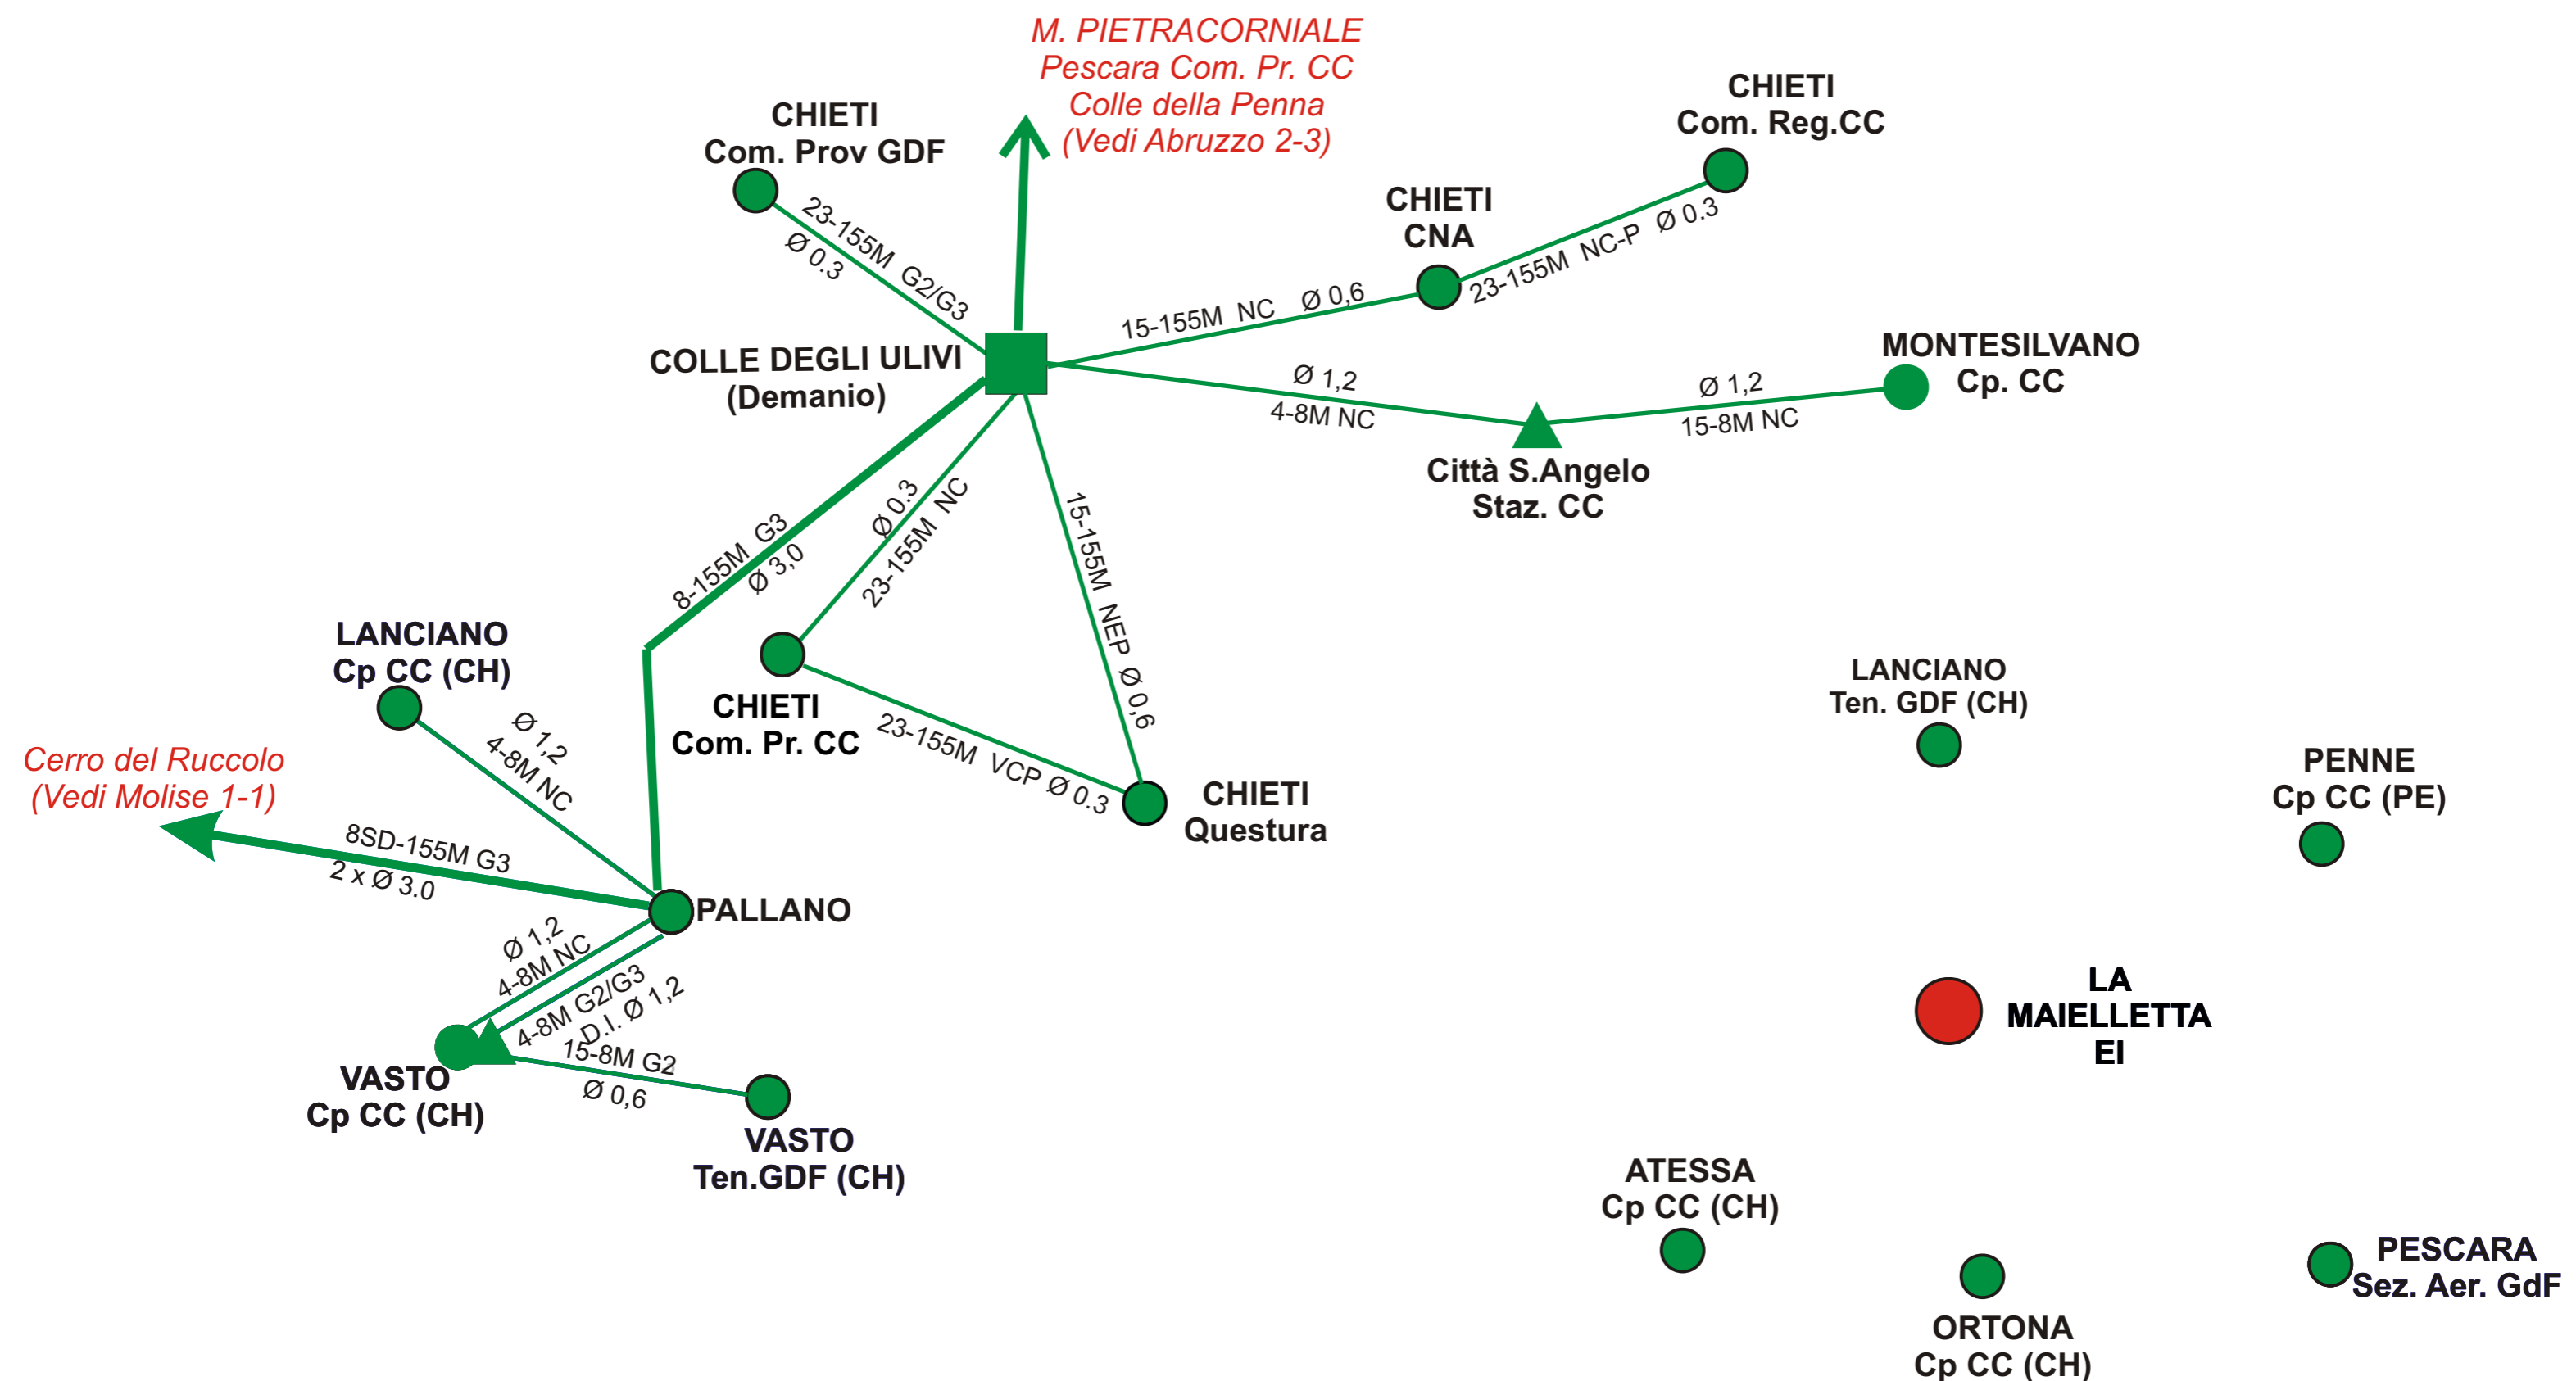 M. PIETRACORNIALE
Pescara Com. Pr. CC
Colle della Penna
(Vedi Abruzzo 2-3)
CHIETI
Com. Prov GDF
CHIETI
Com. Reg.CC
CHIETI
CNA
23-155M G2/G3
Ø 0.3
23-155M NC-P Ø 0.3
15-155M NC Ø 0,6
COLLE DEGLI ULIVI
(Demanio)
Ø 1,2
4-8M NC
Ø 1,2
15-8M NC
MONTESILVANO
Cp. CC
Città S.Angelo
Staz. CC
8-155M G3
Ø 3,0
Ø 0.3
23-155M NC
15-155M NEP Ø 0,6
LANCIANO
Cp CC (CH)
CHIETI
Com. Pr. CC
23-155M VCP Ø 0.3
CHIETI
Questura
Ø 1,2
4-8M NC
Cerro del Ruccolo
(Vedi Molise 1-1)
8SD-155M G3
2 x Ø 3.0
PALLANO
Ø 1,2
4-8M NC
4-8M G2/G3
D.I. Ø 1,2
15-8M G2
Ø 0,6
VASTO
Cp CC (CH)
VASTO
Ten.GDF (CH)
LANCIANO
Ten. GDF (CH)
PENNE
Cp CC (PE)
LA
MAIELLETTA
EI
ATESSA
Cp CC (CH)
ORTONA
Cp CC (CH)
PESCARA
Sez. Aer. GdF